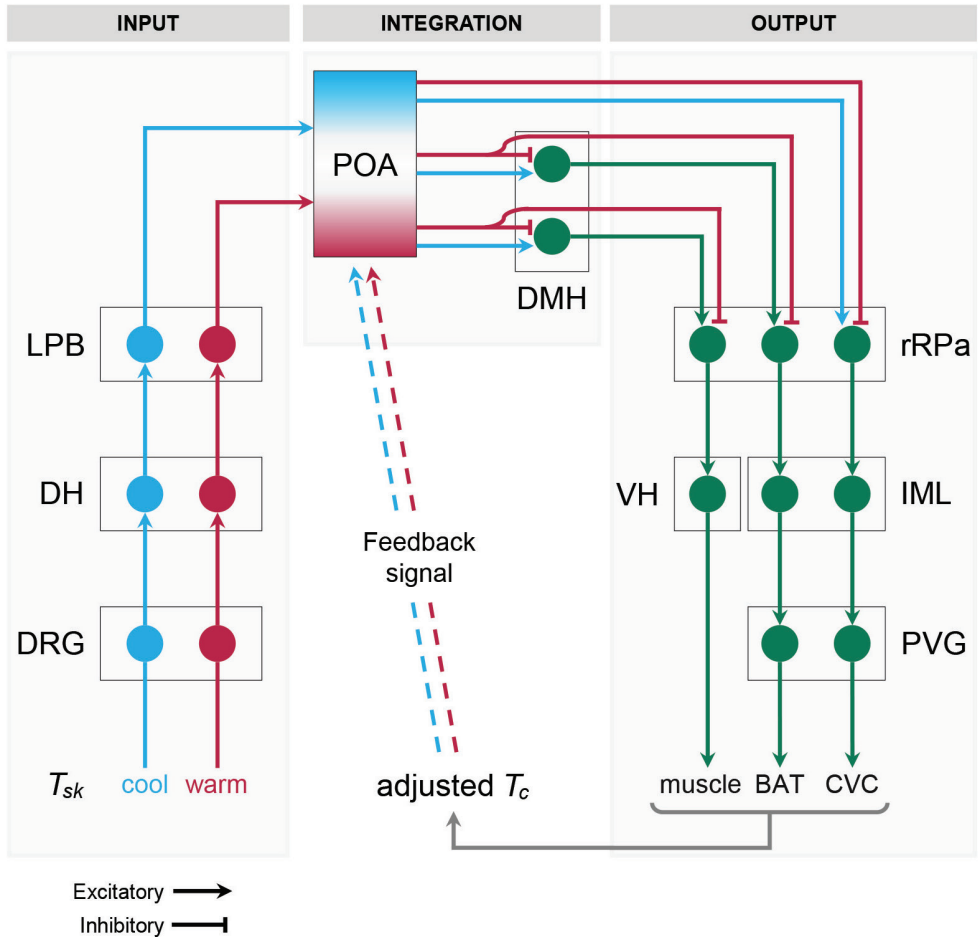 INPUT
INTEGRATION
OUTPUT
POA
DMH
LPB
rRPa
DH
VH
IML
Feedback
signal
DRG
PVG
Tsk cool warm
adjusted Tc
muscle BAT CVC
Excitatory
Inhibitory